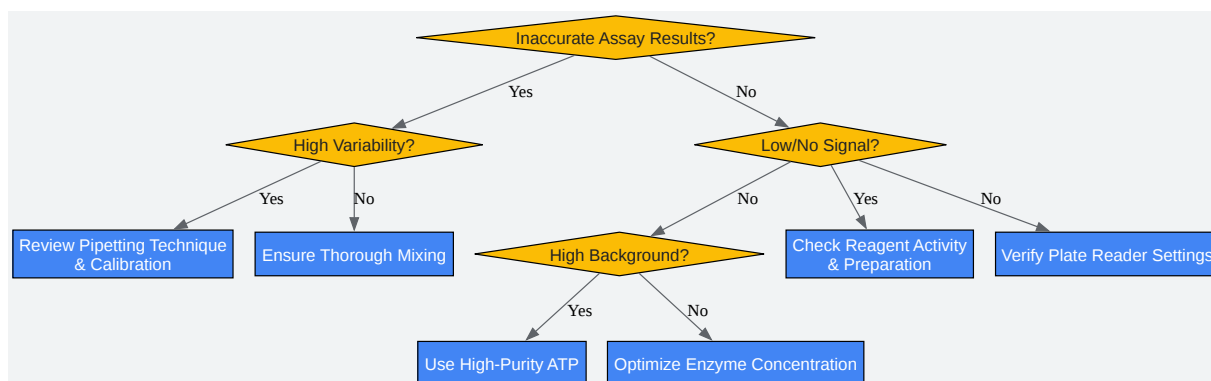 Inaccurate Assay Results?
Yes
No
High Variability?
Low/No Signal?
Yes
No
No
Yes
No
Review Pipetting Technique
& Calibration
Ensure Thorough Mixing
High Background?
Check Reagent Activity
& Preparation
Verify Plate Reader Settings
Yes
No
Use High-Purity ATP
Optimize Enzyme Concentration